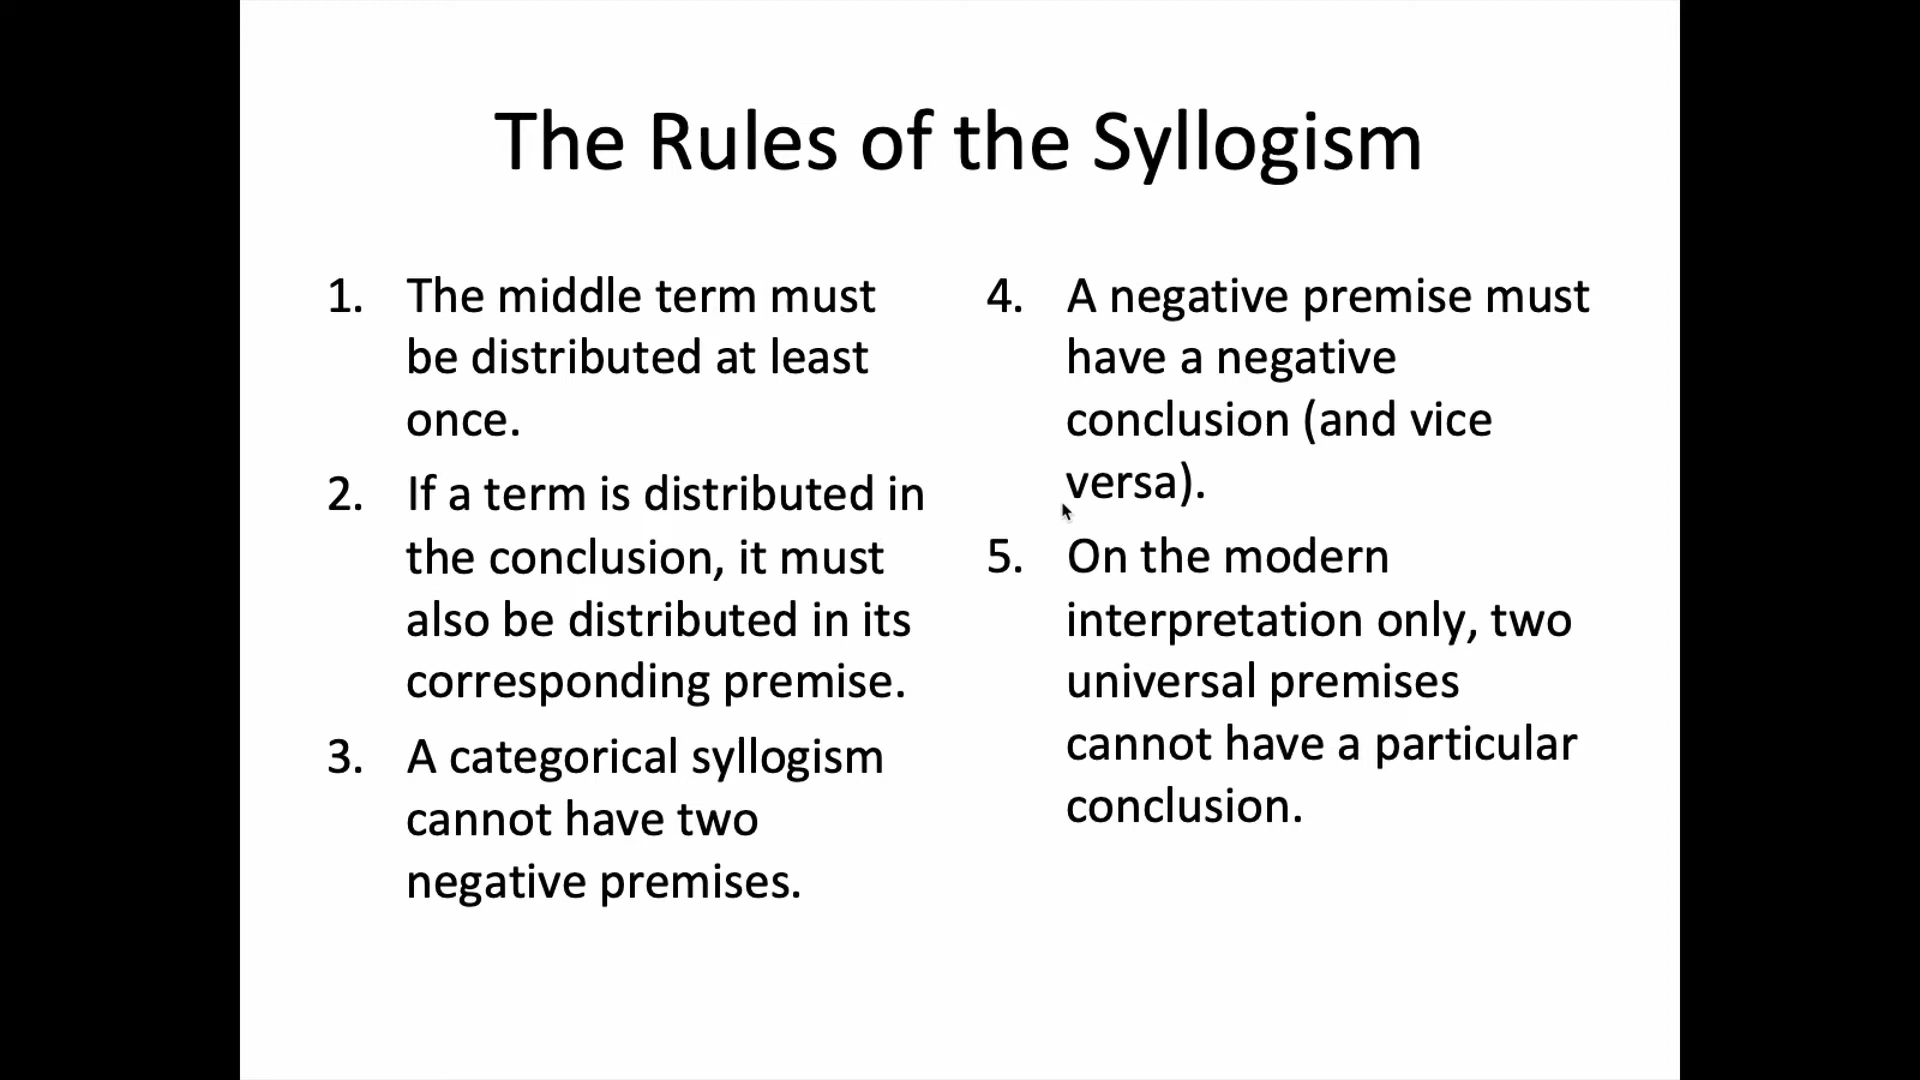 The Rules of the Syllogism
1. The middle term must
be distributed at least
once.
2. If a term is distributed in
the conclusion, it must
also be distributed in its
corresponding premise.
3. A categorical syllogism
cannot have two
negative premises.
4. A negative premise must
have a negative
conclusion (and vice
versa).
5. On the modern
interpretation only, two
universal premises
cannot have a particular
conclusion.